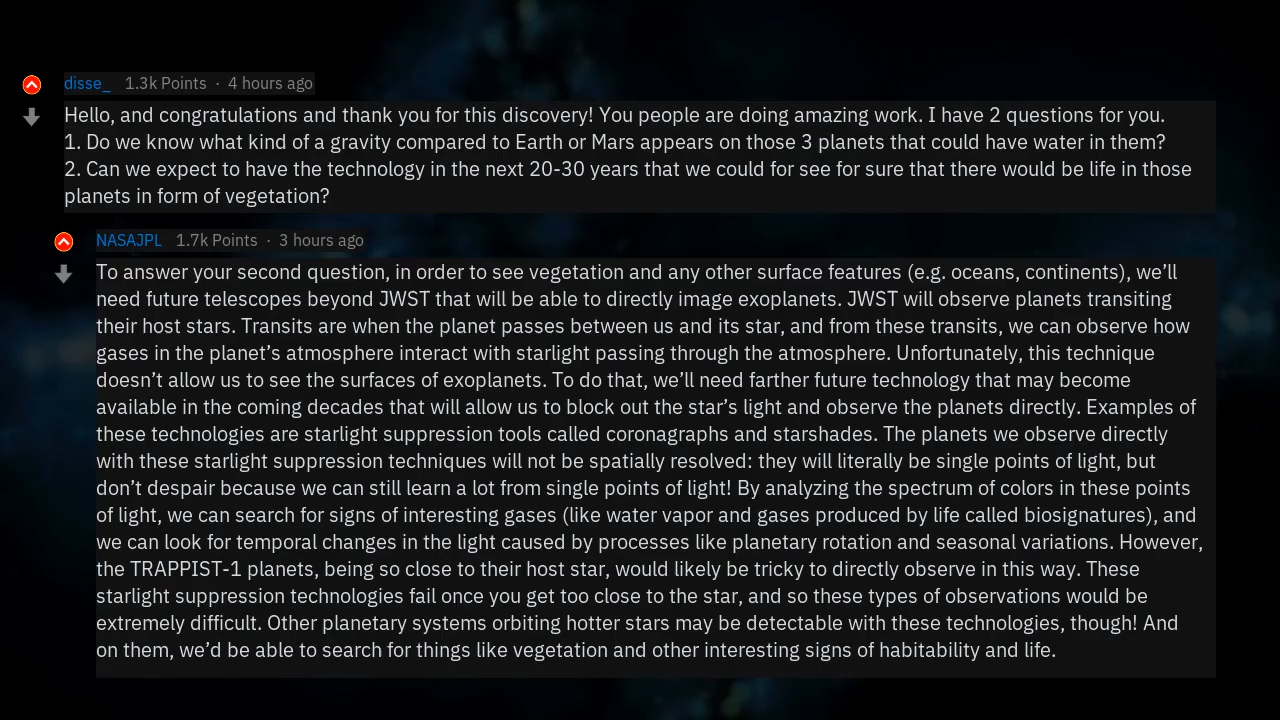 disse_ 1.3k Points · 4 hours ago
Hello, and congratulations and thank you for this discovery! You people are doing amazing work. I have 2 questions for you.
1. Do we know what kind of a gravity compared to Earth or Mars appears on those 3 planets that could have water in them?
2. Can we expect to have the technology in the next 20-30 years that we could for see for sure that there would be life in those
planets in form of vegetation?
NASAJPL 1.7k Points · 3 hours ago
To answer your second question, in order to see vegetation and any other surface features (e.g. oceans, continents), we’ll
need future telescopes beyond JWST that will be able to directly image exoplanets. JWST will observe planets transiting
their host stars. Transits are when the planet passes between us and its star, and from these transits, we can observe how
gases in the planet’s atmosphere interact with starlight passing through the atmosphere. Unfortunately, this technique
doesn’t allow us to see the surfaces of exoplanets. To do that, we’ll need farther future technology that may become
available in the coming decades that will allow us to block out the star’s light and observe the planets directly. Examples of
these technologies are starlight suppression tools called coronagraphs and starshades. The planets we observe directly
with these starlight suppression techniques will not be spatially resolved: they will literally be single points of light, but
don’t despair because we can still learn a lot from single points of light! By analyzing the spectrum of colors in these points
of light, we can search for signs of interesting gases (like water vapor and gases produced by life called biosignatures), and
we can look for temporal changes in the light caused by processes like planetary rotation and seasonal variations. However,
the TRAPPIST-1 planets, being so close to their host star, would likely be tricky to directly observe in this way. These
starlight suppression technologies fail once you get too close to the star, and so these types of observations would be
extremely difficult. Other planetary systems orbiting hotter stars may be detectable with these technologies, though! And
on them, we’d be able to search for things like vegetation and other interesting signs of habitability and life.